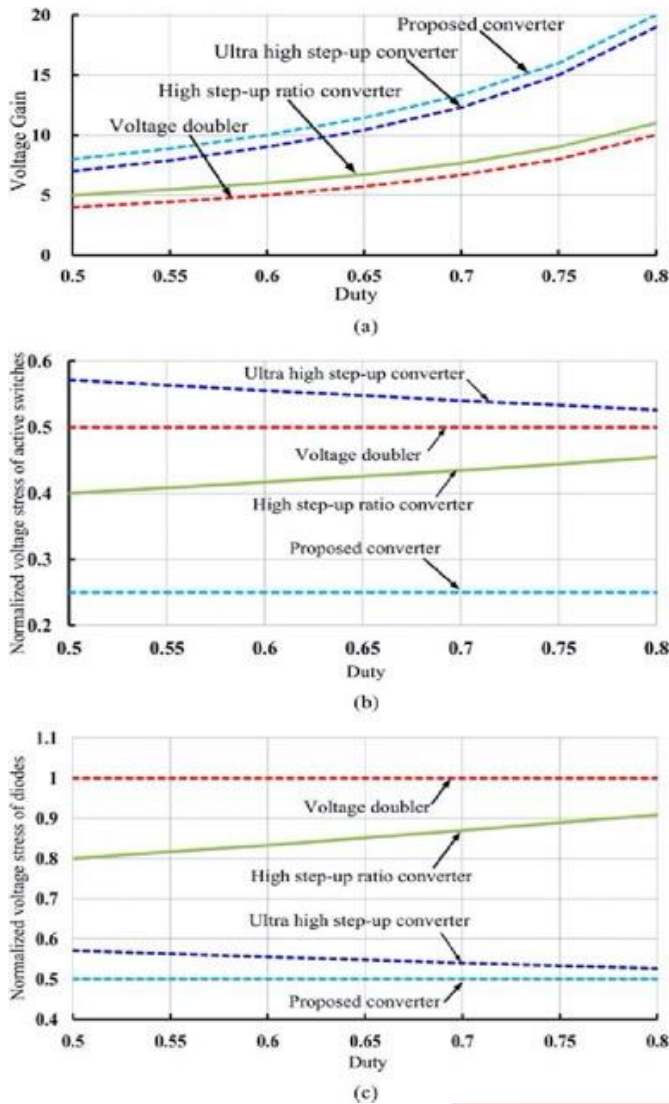 20
Proposed converter
Ultra high step-up converter
15
High step-up ratio converter
10
Voltage doubler
5
0
Voltage Gain
0.5 0.55 0.6 0.65 0.7 0.75 0.8
Duty
(a)
0.6
Ultra high step-up converter
0.5
Voltage doubler
0.4
High step-up ratio converter
Proposed converter
0.3
0.2
Normalized voltage stress of active switches
0.5 0.55 0.6 0.65 0.7 0.75 0.8
Duty
(b)
1.1
1
Voltage doubler
0.9
0.8
High step-up ratio converter
0.7
Ultra high step-up converter
0.6
0.5
Proposed converter
0.4
Normalized voltage stress of diodes
0.5 0.55 0.6 0.65 0.7 0.75 0.8
Duty
(c)